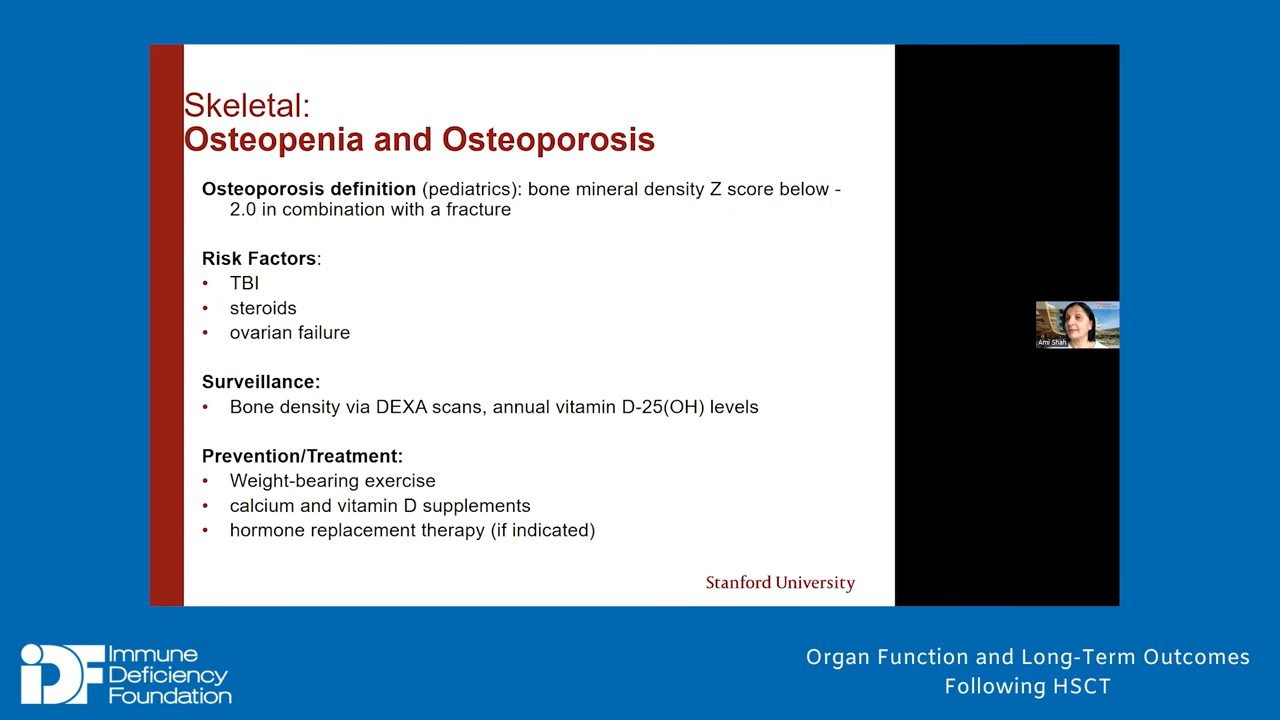 Skeletal:
Osteopenia and Osteoporosis
Osteoporosis definition (pediatrics): bone mineral density Z score below -
2.0 in combination with a fracture
Risk Factors:
• TBI
• steroids
• ovarian failure
Surveillance:
• Bone density via DEXA scans, annual vitamin D-25(OH) levels
Prevention/Treatment:
• Weight-bearing exercise
• calcium and vitamin D supplements
• hormone replacement therapy (if indicated)
Stanford University
Ami Shah
IDF Immune
Deficiency
Foundation
Organ Function and Long-Term Outcomes
Following HSCT